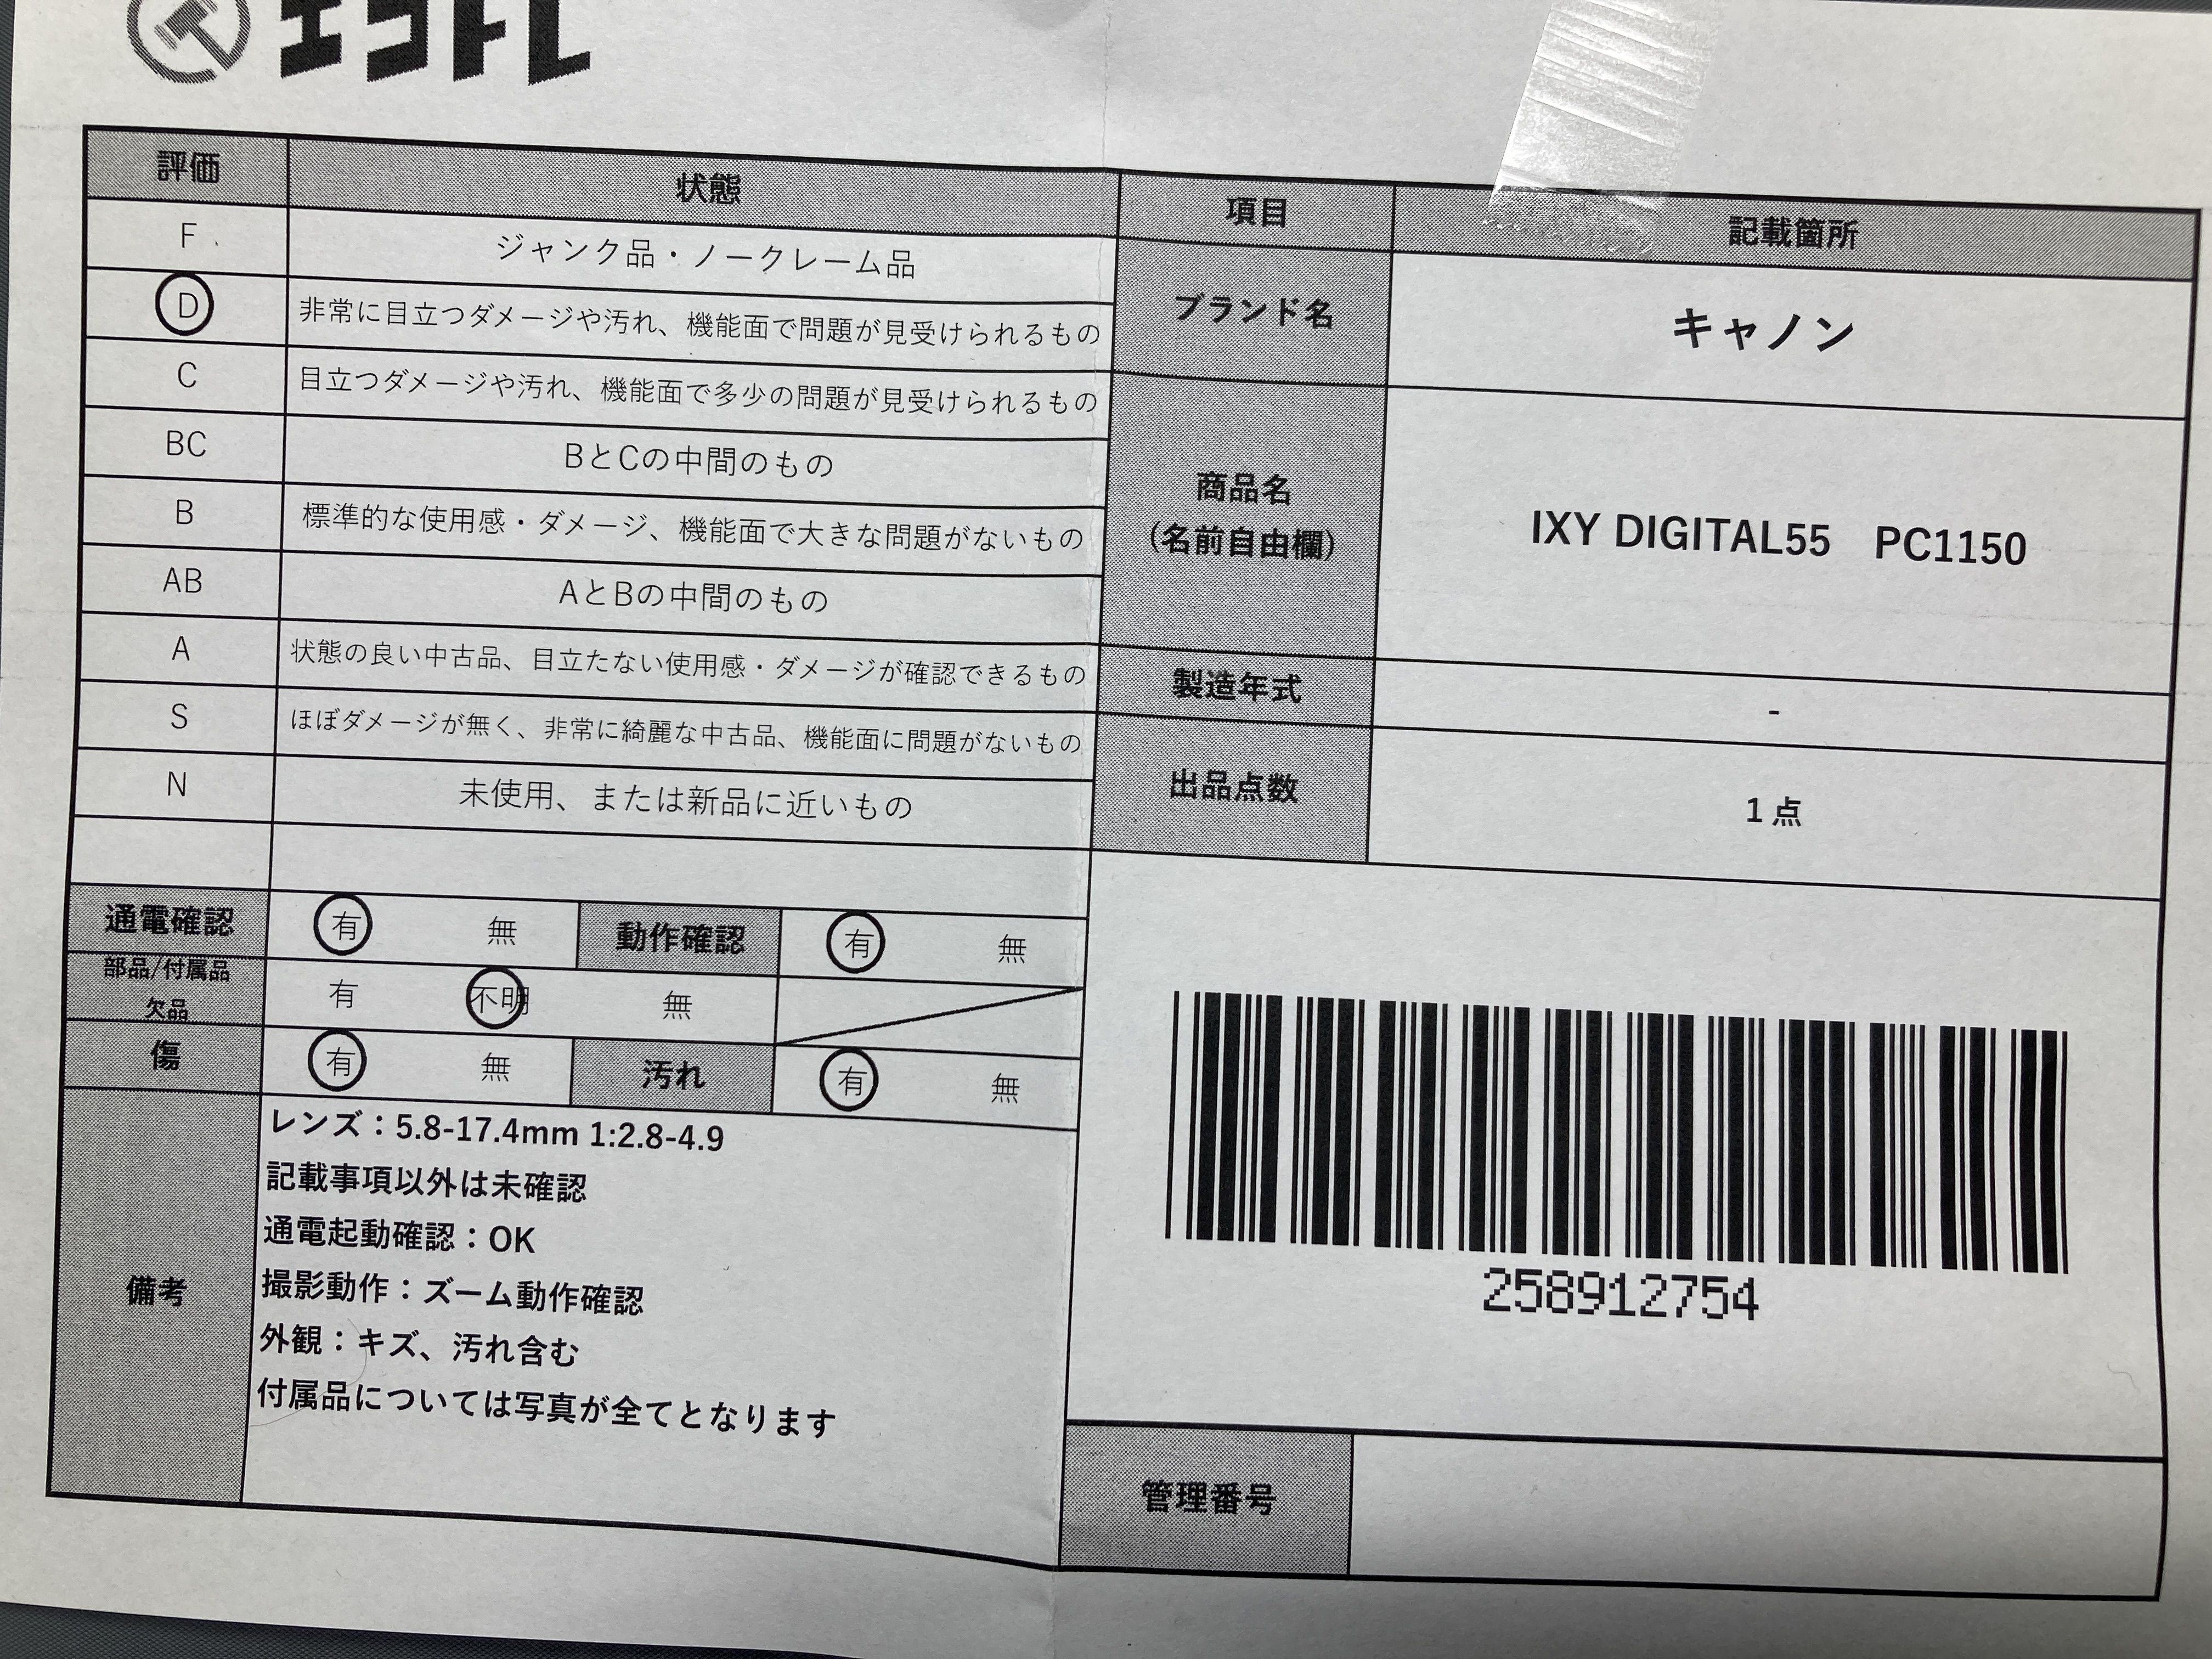 エコトレ
評価 状態
F ジャンク品・ノークレーム品
D 非常に目立つダメージや汚れ、機能面で問題が見受けられるもの
C 目立つダメージや汚れ、機能面で多少の問題が見受けられるもの
BC BとCの中間のもの
B 標準的な使用感・ダメージ、機能面で大きな問題がないもの
AB AとBの中間のもの
A 状態の良い中古品、目立たない使用感・ダメージが確認できるもの
S ほぼダメージが無く、非常に綺麗な中古品、機能面に問題がないもの
N 未使用、または新品に近いもの
通電確認 有 無 動作確認 有 無
部品/付属品
欠品
有 不明 無
傷 有 無 汚れ 有 無
備考
レンズ：5.8-17.4mm 1:2.8-4.9
記載事項以外は未確認
通電起動確認：OK
撮影動作：ズーム動作確認
外観：キズ、汚れ含む
付属品については写真が全てとなります
項目 記載箇所
ブランド名 キャノン
商品名
（名前自由欄）
IXY DIGITAL55 PC1150
製造年式 -
出品点数 1点
258912754
管理番号